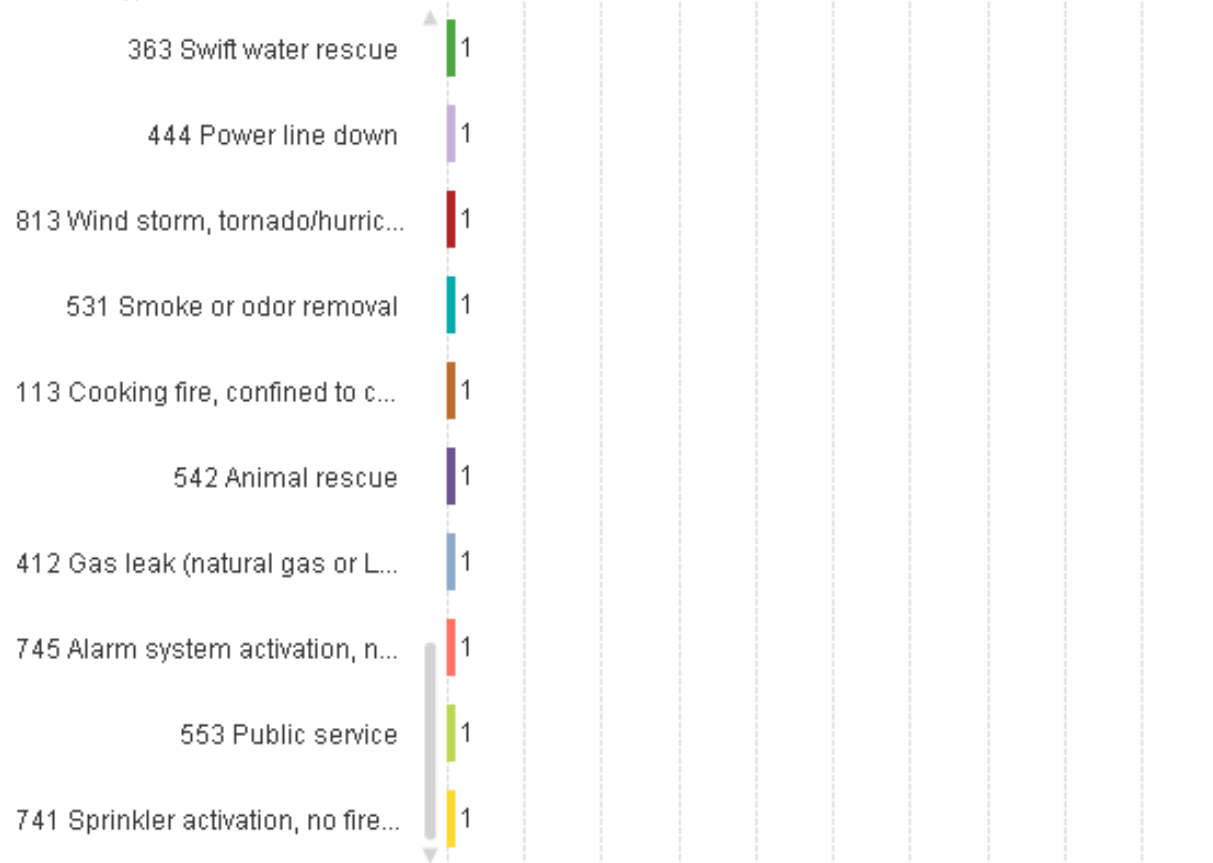 363 Swift water rescue 1
444 Power line down 1
813 Wind storm, tornado/hurric... 1
531 Smoke or odor removal 1
113 Cooking fire, confined to c... 1
542 Animal rescue 1
412 Gas leak (natural gas or L... 1
745 Alarm system activation, n... 1
553 Public service 1
741 Sprinkler activation, no fire... 1